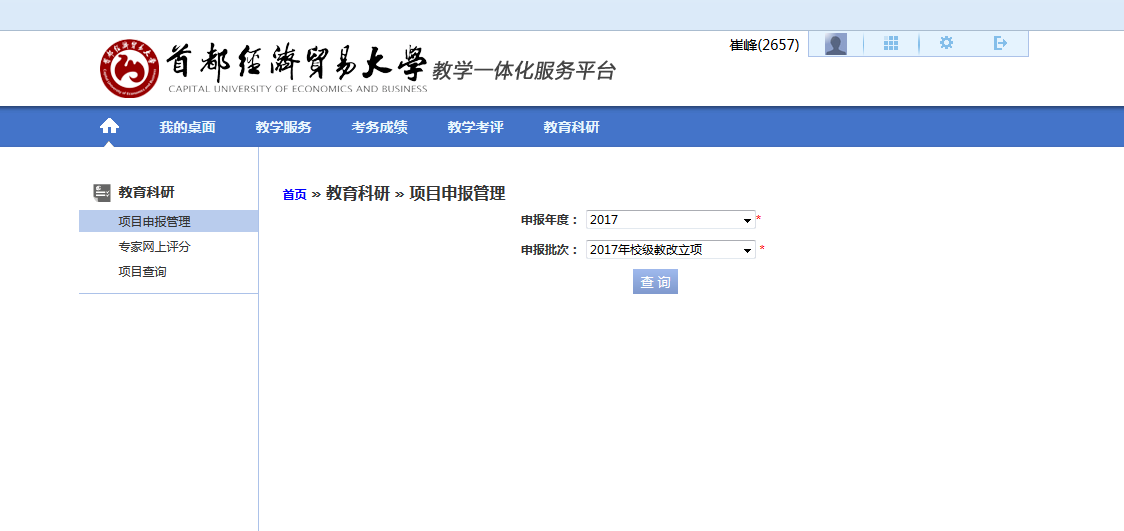 崔峰(2657)
首都經濟貿易大學
教学一体化服务平台
CAPITAL UNIVERSITY OF ECONOMICS AND BUSINESS
我的桌面 教学服务 考务成绩 教学考评 教育科研
教育科研
项目申报管理
专家网上评分
项目查询
首页 » 教育科研 » 项目申报管理
申报年度： 2017 *
申报批次： 2017年校级教改立项 *
查 询